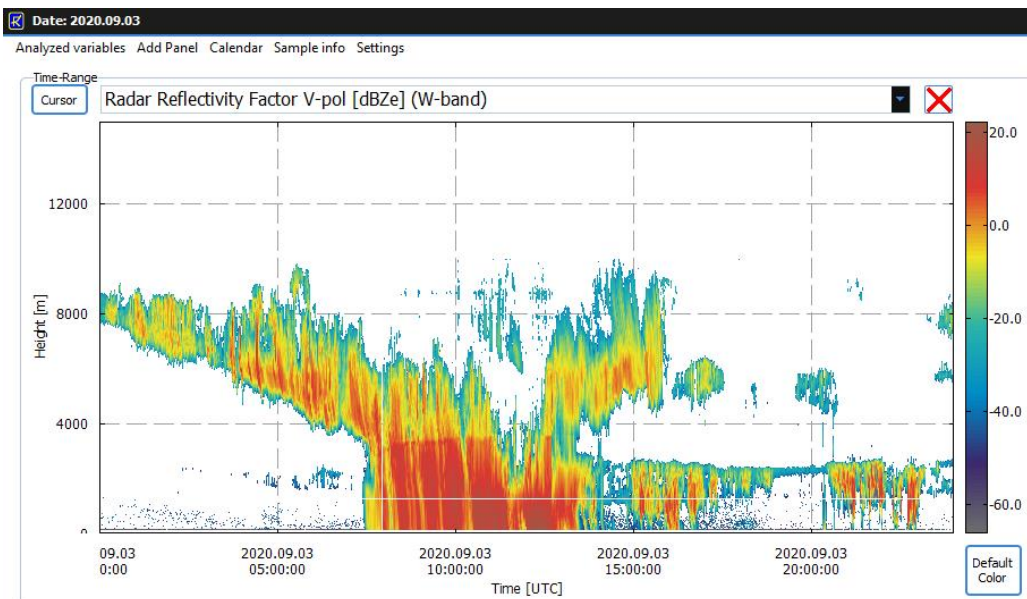 Date: 2020.09.03
Analyzed variables Add Panel Calendar Sample info Settings
Time-Range
Cursor
Radar Reflectivity Factor V-pol [dBZe] (W-band)
20.0
12000
0.0
8000
-20.0
Height [m]
4000
-40.0
-60.0
09.03
0:00
2020.09.03
05:00:00
2020.09.03
10:00:00
2020.09.03
15:00:00
2020.09.03
20:00:00
Time [UTC]
Default
Color